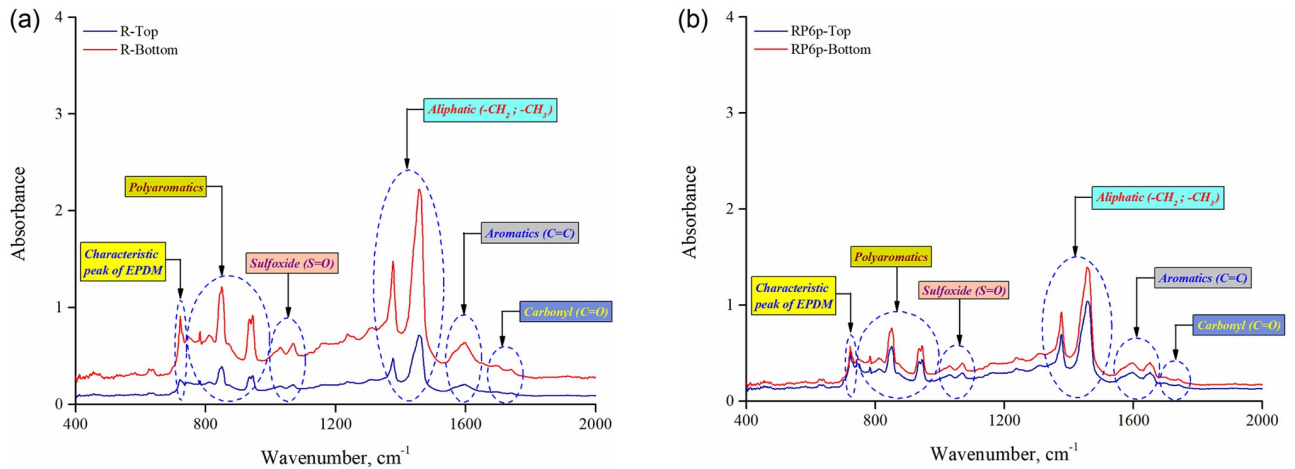 (a)
R-Top
R-Bottom
Absorbance
4
3
2
1
0
Aliphatic (-CH₂ ; -CH₃)
Polyaromatics
Characteristic
peak of EPDM
Sulfoxide (S=O)
Aromatics (C=C)
Carbonyl (C=O)
400 800 1200 1600 2000
Wavenumber, cm⁻¹
(b)
RP6p-Top
RP6p-Bottom
Absorbance
4
3
2
1
0
Aliphatic (-CH₂ ; -CH₃)
Polyaromatics
Characteristic
peak of EPDM
Sulfoxide (S=O)
Aromatics (C=C)
Carbonyl (C=O)
400 800 1200 1600 2000
Wavenumber, cm⁻¹